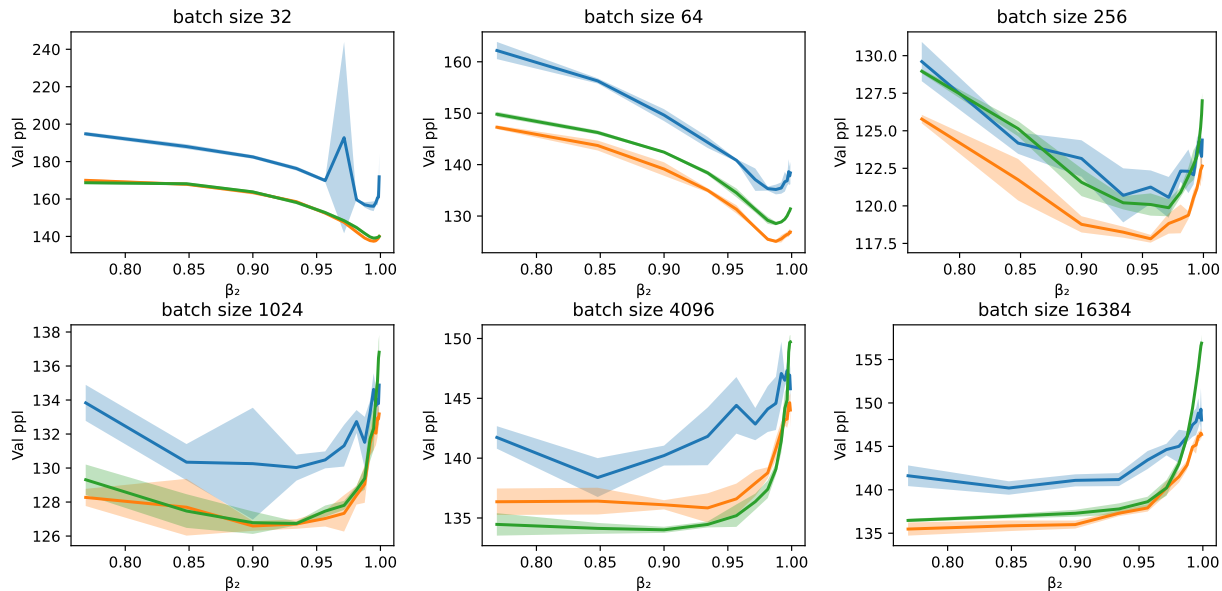 batch size 32
batch size 64
batch size 256
240
220
200
180
160
140
Val ppl
0.80 0.85 0.90 0.95 1.00
β₂
160
150
140
130
Val ppl
0.80 0.85 0.90 0.95 1.00
β₂
130.0
127.5
125.0
122.5
120.0
117.5
Val ppl
0.80 0.85 0.90 0.95 1.00
β₂
batch size 1024
batch size 4096
batch size 16384
138
136
134
132
130
128
126
Val ppl
0.80 0.85 0.90 0.95 1.00
β₂
150
145
140
135
Val ppl
0.80 0.85 0.90 0.95 1.00
β₂
155
150
145
140
135
Val ppl
0.80 0.85 0.90 0.95 1.00
β₂